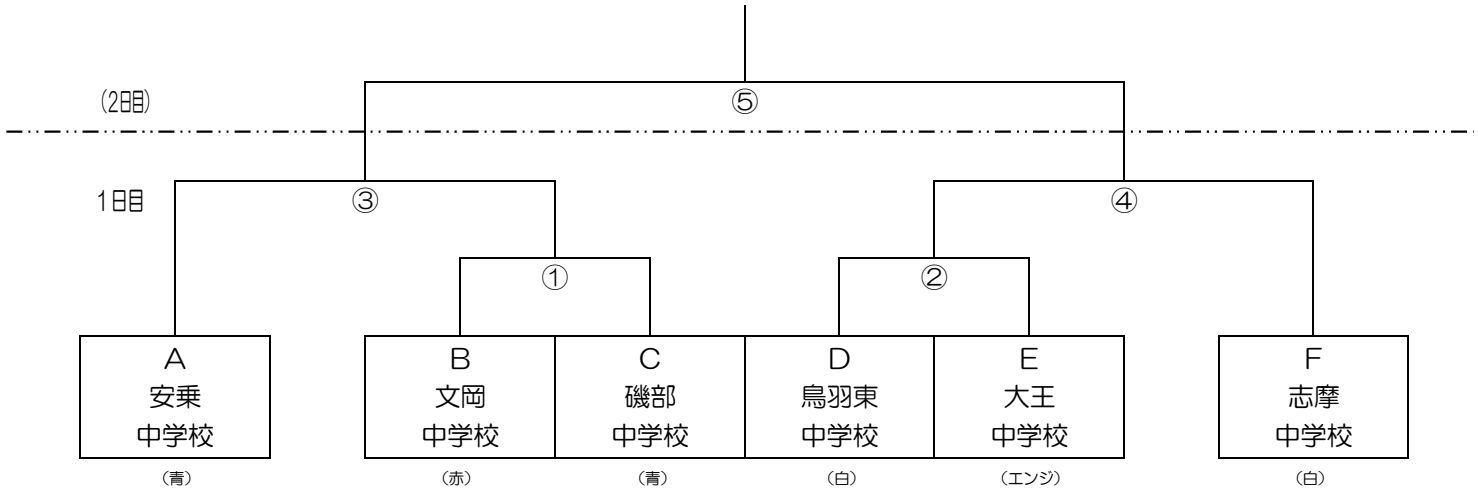 (2日目)
⑤
1日目
③
④
①
②
A
安乗
中学校
(青)
B
文岡
中学校
(赤)
C
磯部
中学校
(青)
D
鳥羽東
中学校
(白)
E
大王
中学校
(エンジ)
F
志摩
中学校
(白)